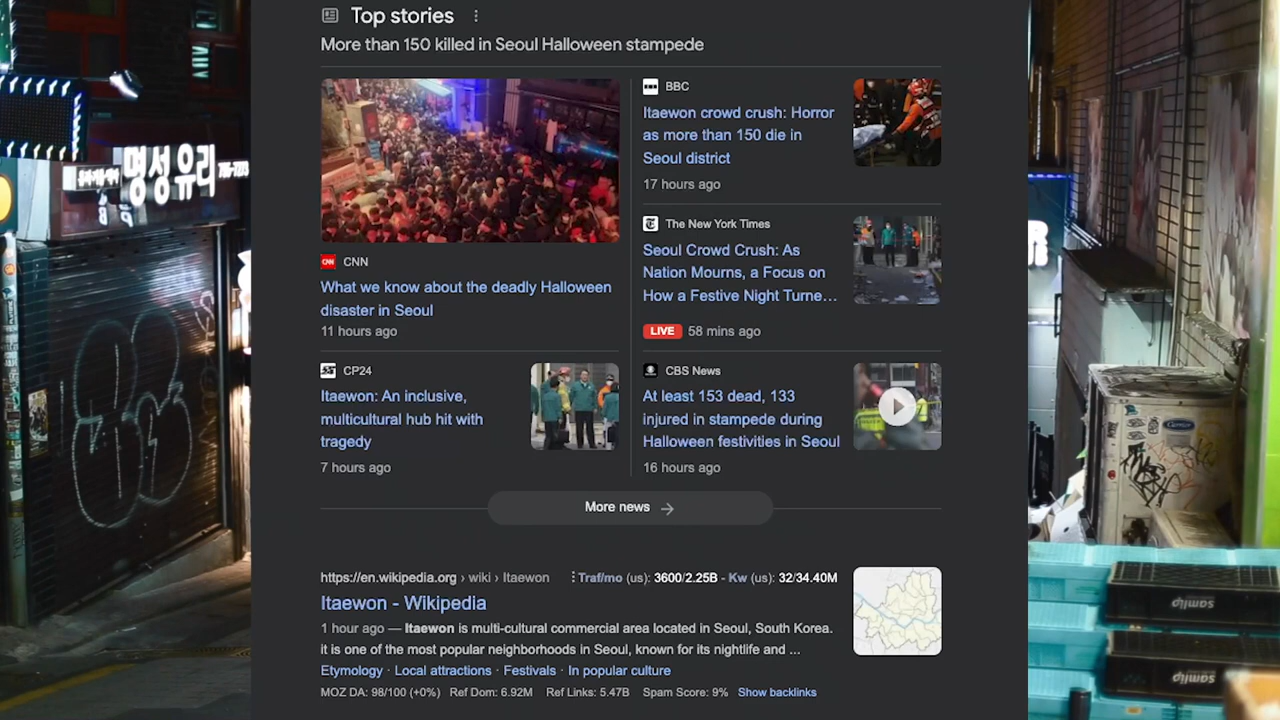 Top stories
More than 150 killed in Seoul Halloween stampede
CNN
CNN
What we know about the deadly Halloween
disaster in Seoul
11 hours ago
CP24
Itaewon: An inclusive,
multicultural hub hit with
tragedy
7 hours ago
BBC
Itaewon crowd crush: Horror
as more than 150 die in
Seoul district
17 hours ago
The New York Times
Seoul Crowd Crush: As
Nation Mourns, a Focus on
How a Festive Night Turne...
LIVE 58 mins ago
CBS News
At least 153 dead, 133
injured in stampede during
Halloween festivities in Seoul
16 hours ago
More news
https://en.wikipedia.org › wiki › Itaewon
Traf/mo (us): 3600/2.25B - Kw (us): 32/34.40M
Itaewon - Wikipedia
1 hour ago — Itaewon is multi-cultural commercial area located in Seoul, South Korea.
it is one of the most popular neighborhoods in Seoul, known for its nightlife and ...
Etymology · Local attractions · Festivals · In popular culture
MOZ DA: 98/100 (+0%) Ref Dom: 6.92M Ref Links: 5.47B Spam Score: 9% Show backlinks
명성유리
Carrier
samlip
samlip